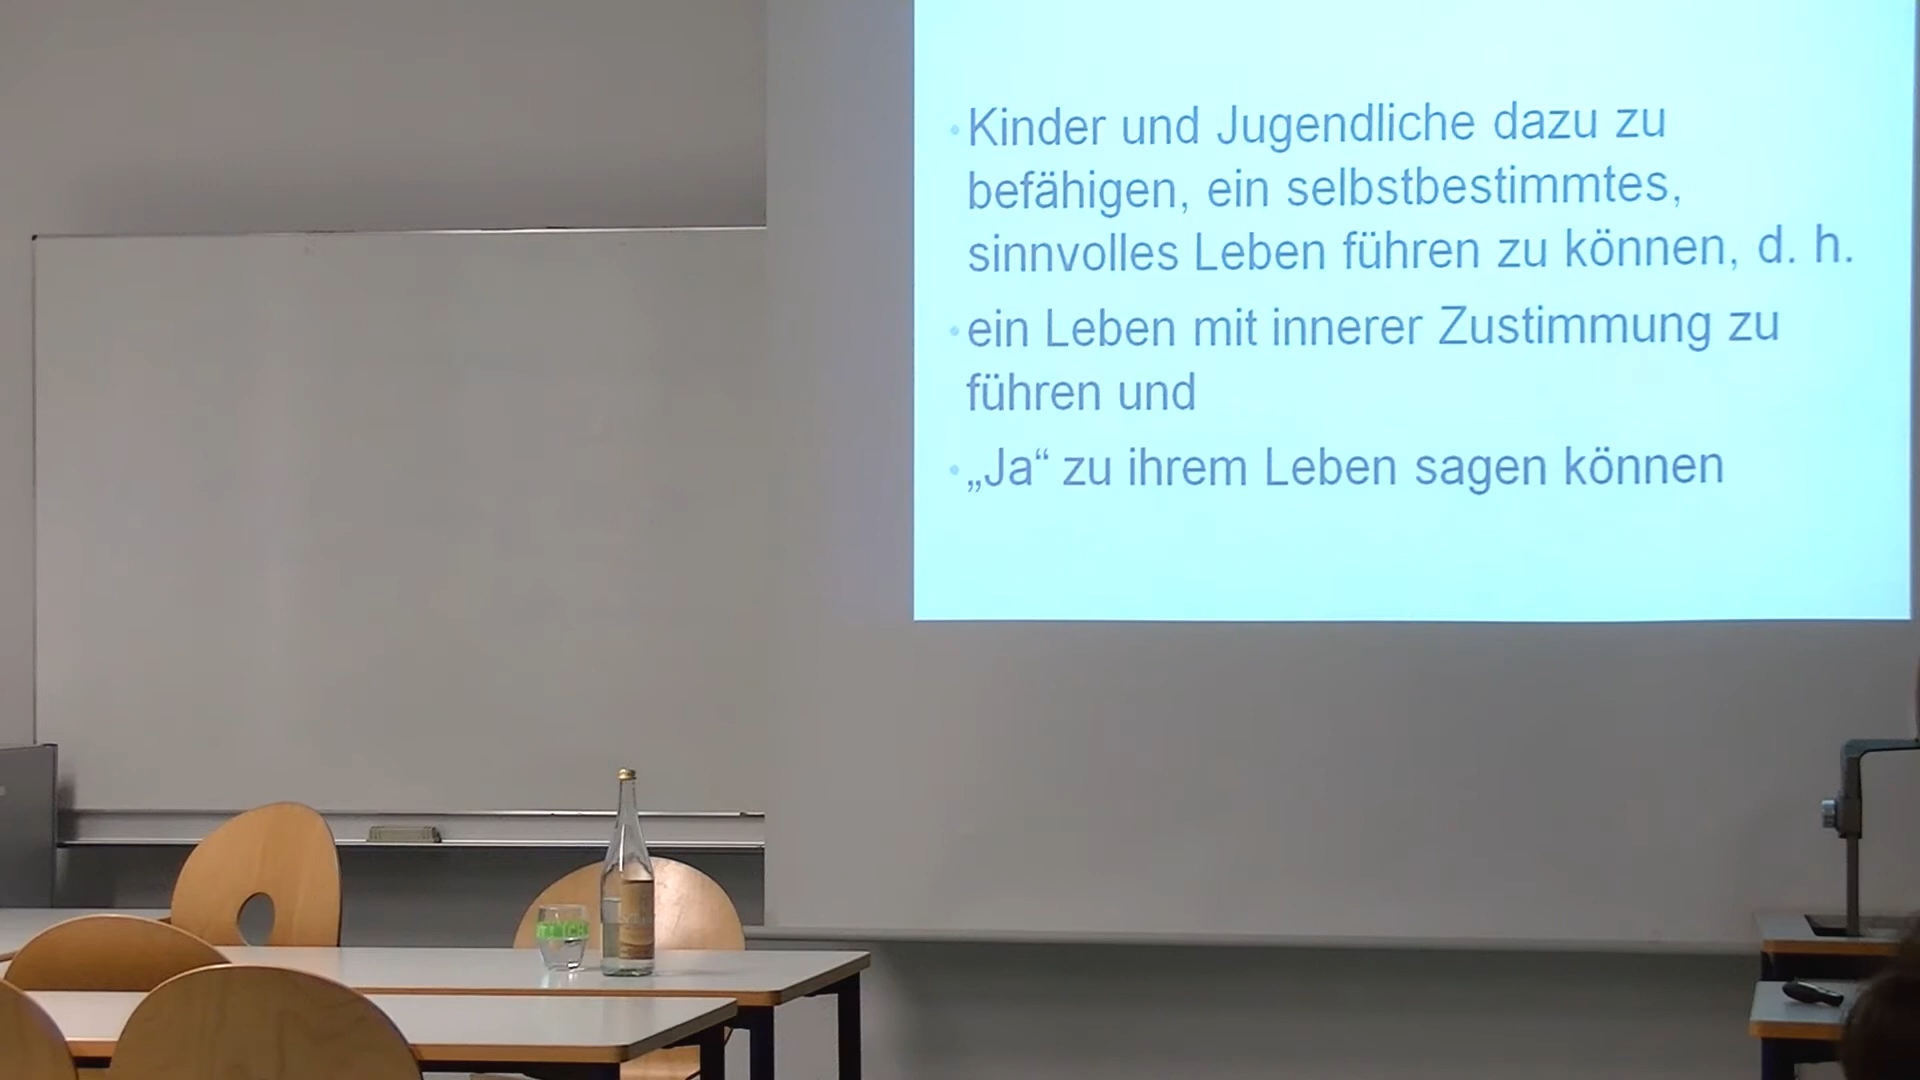 Kinder und Jugendliche dazu zu
befähigen, ein selbstbestimmtes,
sinnvolles Leben führen zu können, d. h.
ein Leben mit innerer Zustimmung zu
führen und
„Ja“ zu ihrem Leben sagen können